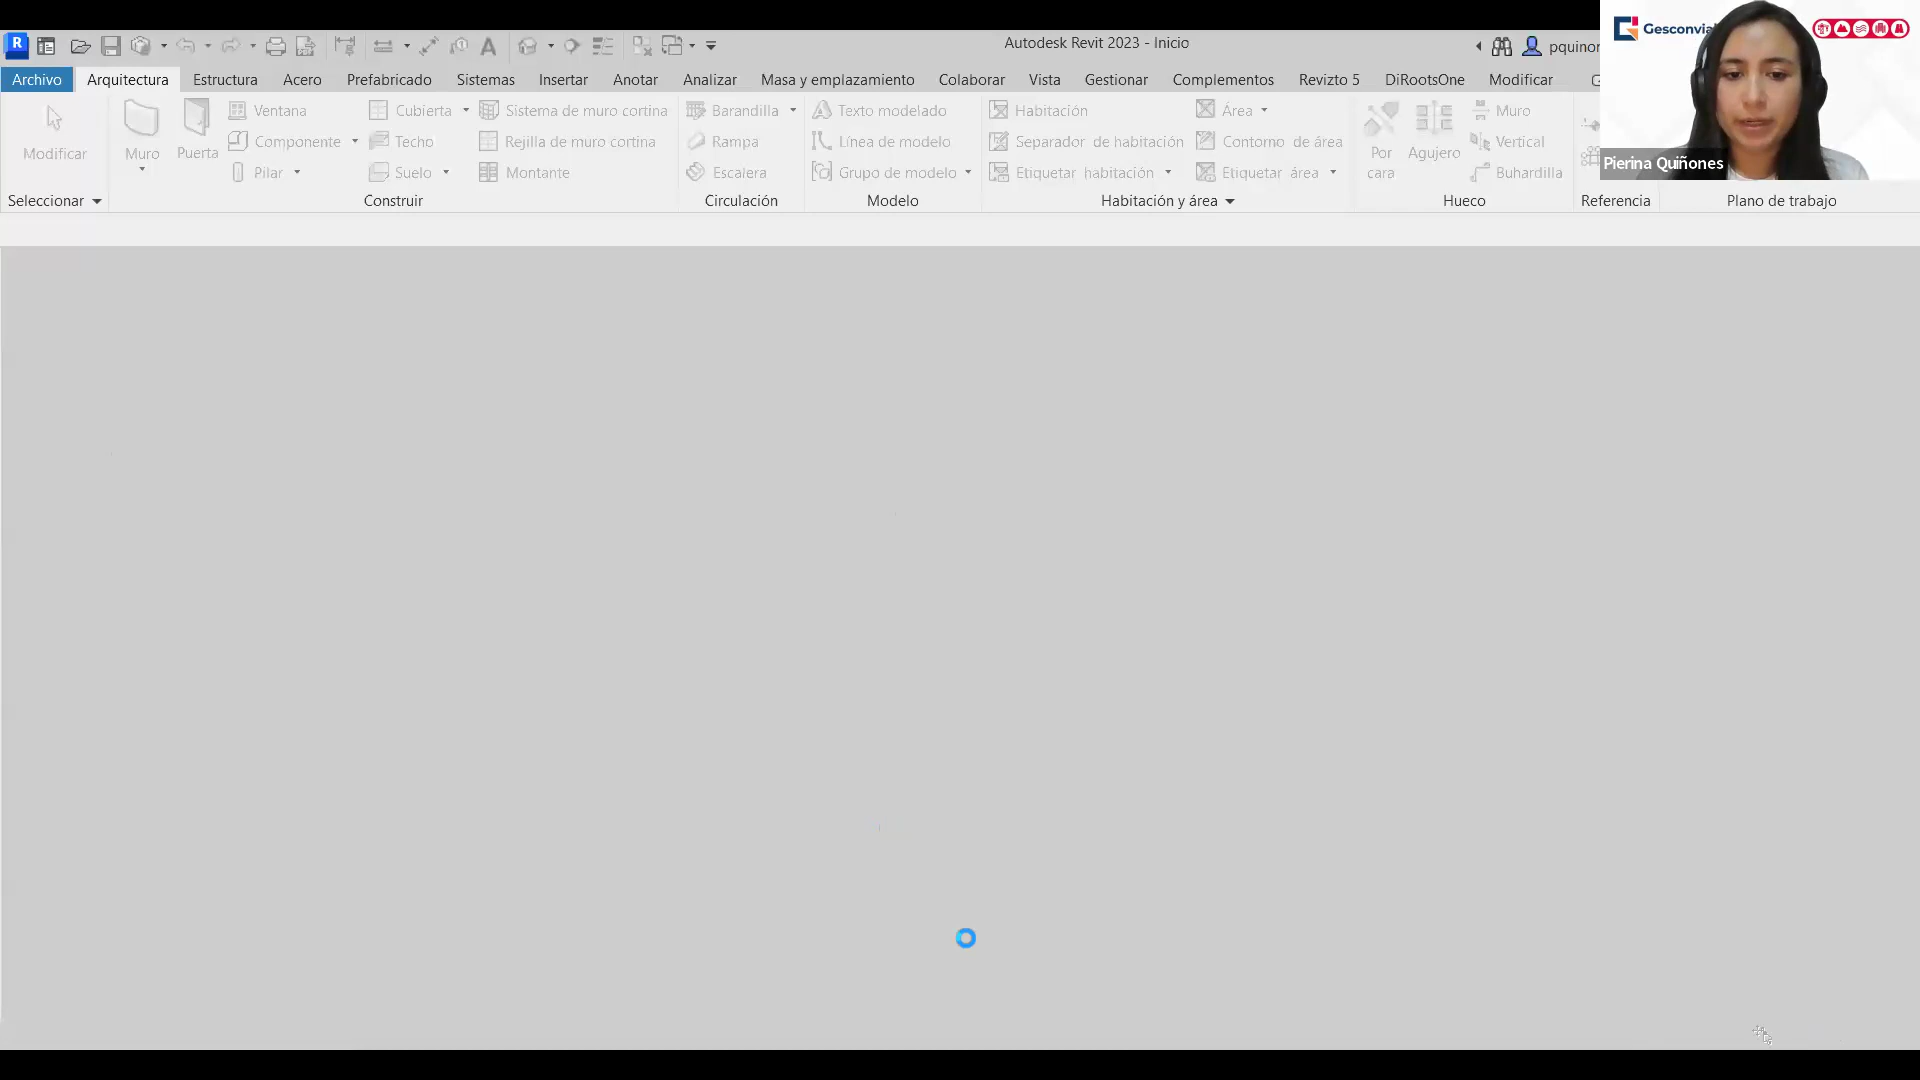 Autodesk Revit 2023 - Inicio
pquino
Gesconvia
Archivo Arquitectura Estructura Acero Prefabricado Sistemas Insertar Anotar Analizar Masa y emplazamiento Colaborar Vista Gestionar Complementos Revizto 5 DiRootsOne Modificar
Ventana Cubierta Sistema de muro cortina Barandilla Texto modelado Habitación Área Muro
Componente Techo Rejilla de muro cortina Rampa Línea de modelo Separador de habitación Contorno de área Vertical
Modificar Muro Puerta Por cara Agujero
Pilar Suelo Montante Escalera Grupo de modelo Etiquetar habitación Etiquetar área Buhardilla
Pierina Quiñones
Seleccionar Construir Circulación Modelo Habitación y área Hueco Referencia Plano de trabajo